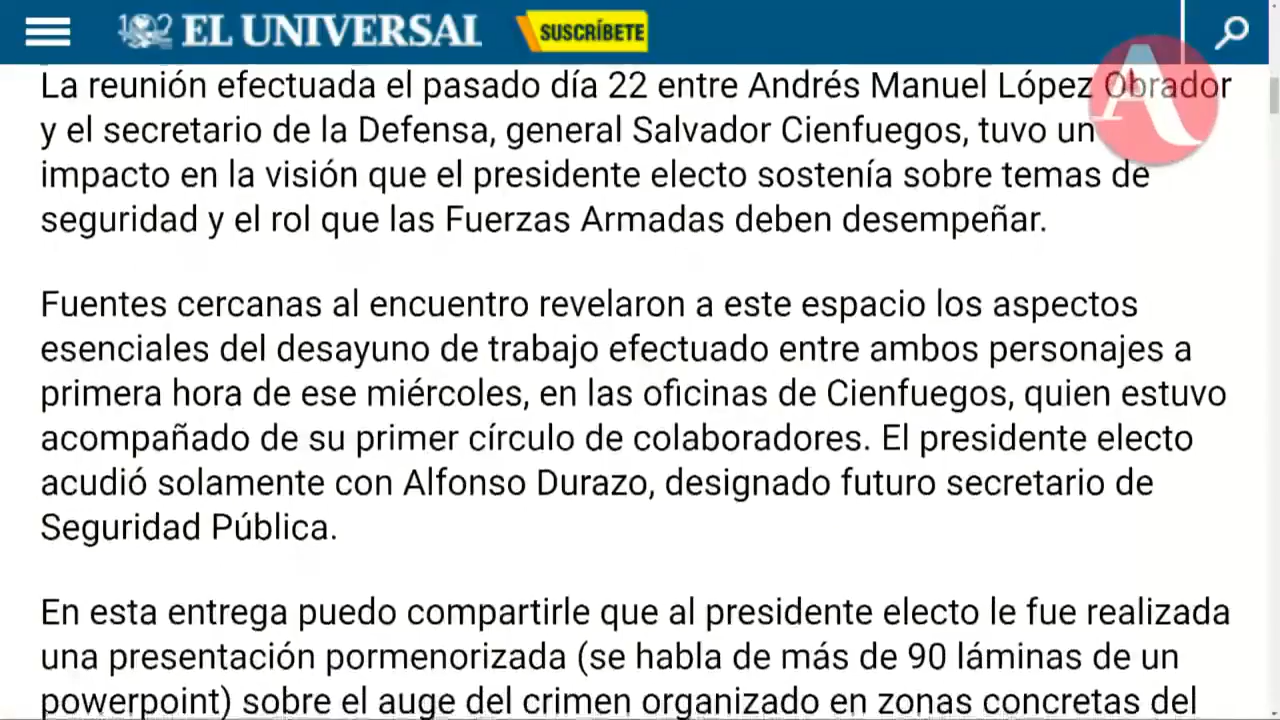 102 EL UNIVERSAL SUSCRÍBETE
La reunión efectuada el pasado día 22 entre Andrés Manuel López Obrador
y el secretario de la Defensa, general Salvador Cienfuegos, tuvo un
impacto en la visión que el presidente electo sostenía sobre temas de
seguridad y el rol que las Fuerzas Armadas deben desempeñar.
Fuentes cercanas al encuentro revelaron a este espacio los aspectos
esenciales del desayuno de trabajo efectuado entre ambos personajes a
primera hora de ese miércoles, en las oficinas de Cienfuegos, quien estuvo
acompañado de su primer círculo de colaboradores. El presidente electo
acudió solamente con Alfonso Durazo, designado futuro secretario de
Seguridad Pública.
En esta entrega puedo compartirle que al presidente electo le fue realizada
una presentación pormenorizada (se habla de más de 90 láminas de un
powerpoint) sobre el auge del crimen organizado en zonas concretas del